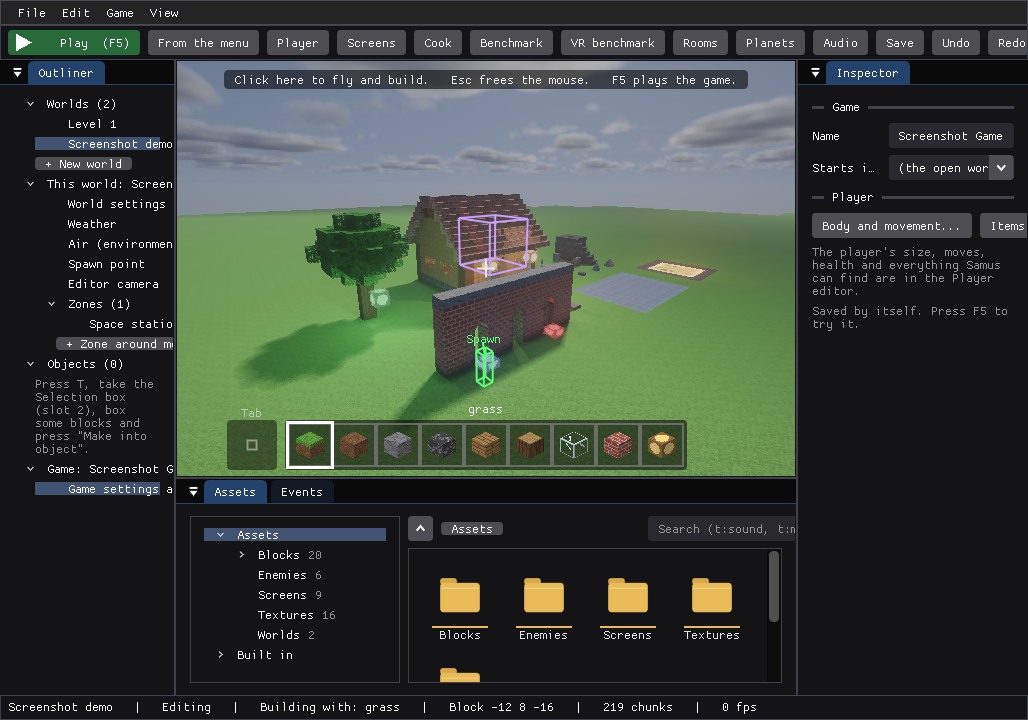 File Edit Game View
Play (F5) From the menu Player Screens Cook Benchmark VR benchmark Rooms Planets Audio Save Undo Redo
Outliner
Worlds (2)
Level 1
Screenshot demo
+ New world
This world: Screen
World settings
Weather
Air (environmen
Spawn point
Editor camera
Zones (1)
Space statio
+ Zone around m
Objects (0)
Press T, take the
Selection box
(slot 2), box
some blocks and
press "Make into
object".
Game: Screenshot G
Game settings a
Click here to fly and build. Esc frees the mouse. F5 plays the game.
Spawn
grass
Tab
Assets Events
Assets
Blocks 20
Enemies 6
Screens 9
Textures 16
Worlds 2
Built in
Assets
Search (t:sound, t:m
Blocks Enemies Screens Textures
Inspector
Game
Name Screenshot Game
Starts i… (the open wor
Player
Body and movement... Items
The player's size, moves,
health and everything Samus
can find are in the Player
editor.
Saved by itself. Press F5 to
try it.
Screenshot demo | Editing | Building with: grass | Block -12 8 -16 | 219 chunks | 0 fps